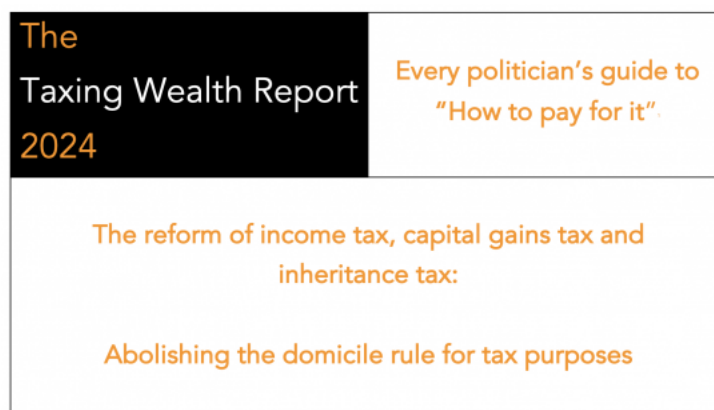 The
Taxing Wealth Report
2024
Every politician’s guide to
“How to pay for it”
The reform of income tax, capital gains tax and
inheritance tax:
Abolishing the domicile rule for tax purposes